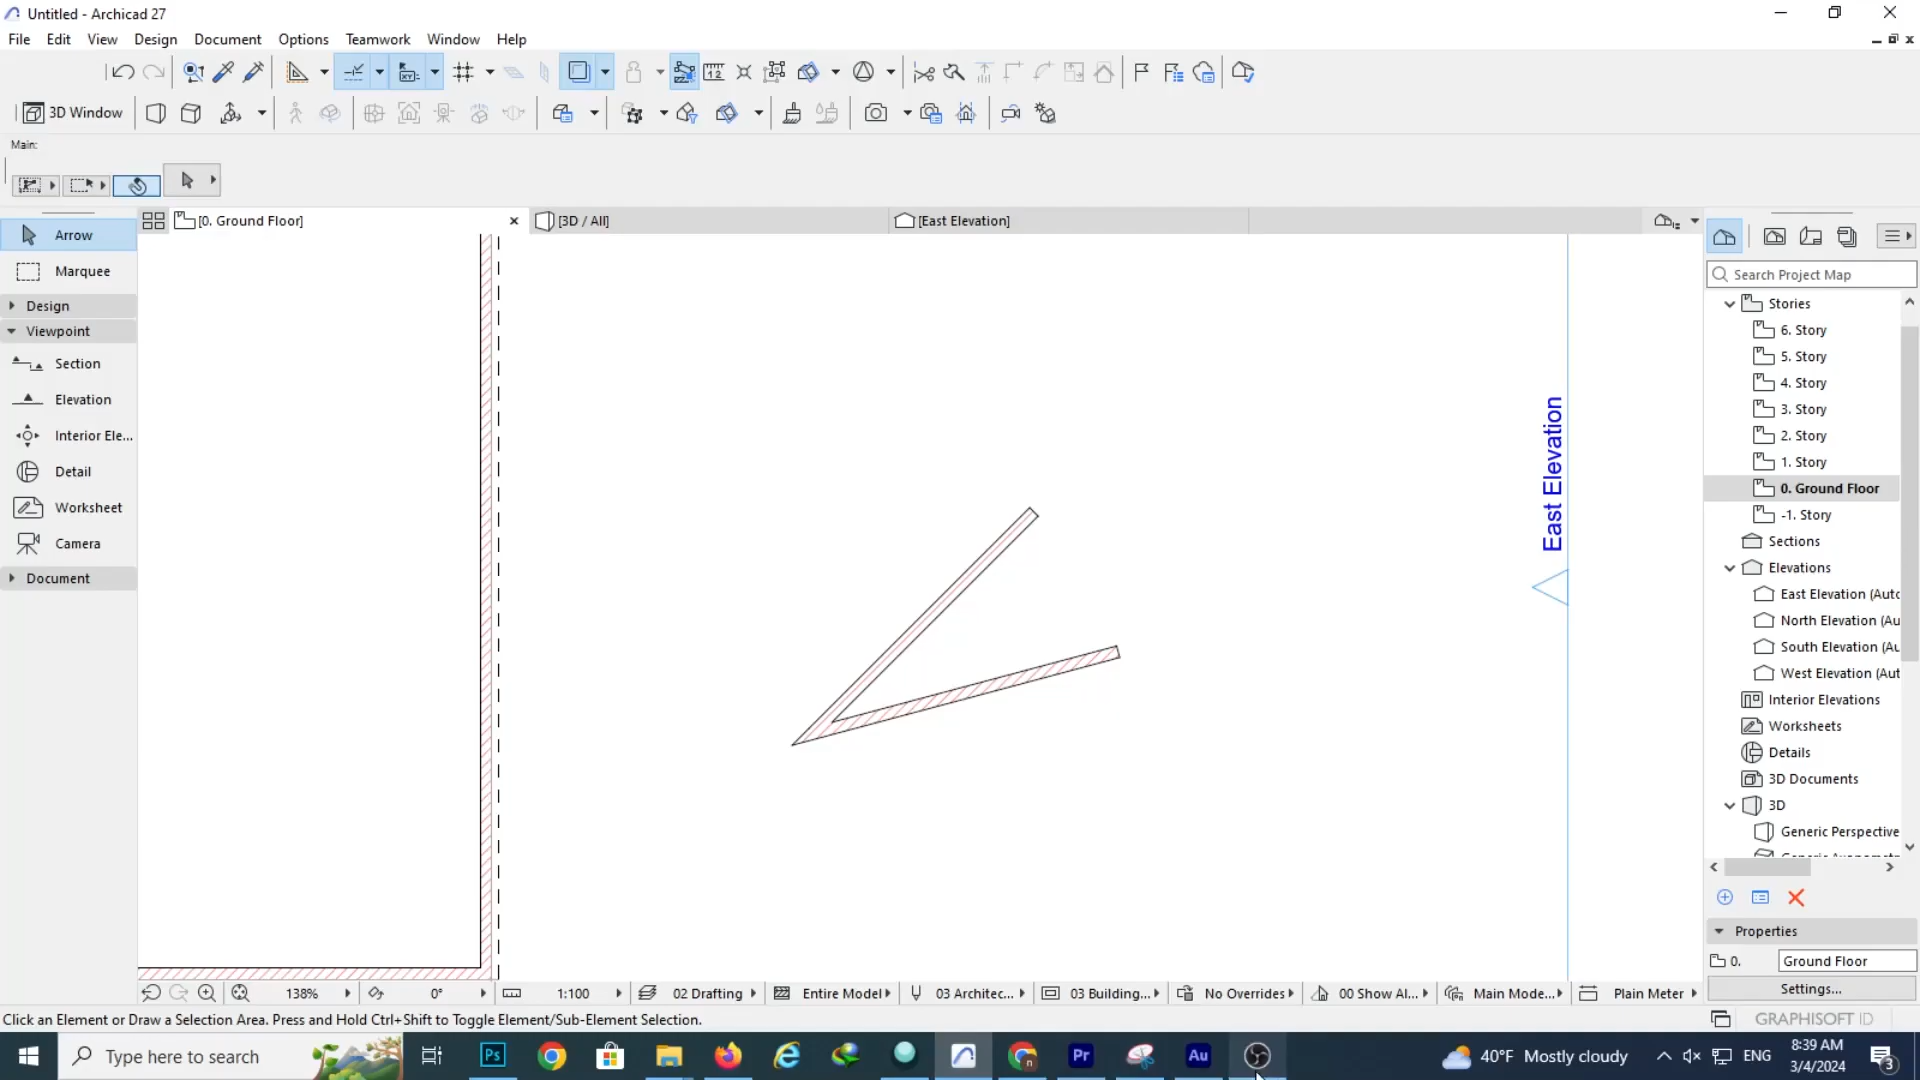 Untitled - Archicad 27
File Edit View Design Document Options Teamwork Window Help
3D Window
Main:
[0. Ground Floor]
[3D / All]
[East Elevation]
Arrow
Marquee
Design
Viewpoint
Section
Elevation
Interior Ele...
Detail
Worksheet
Camera
Document
East Elevation
Search Project Map
Stories
6. Story
5. Story
4. Story
3. Story
2. Story
1. Story
0. Ground Floor
-1. Story
Sections
Elevations
East Elevation (Auto
North Elevation (Au
South Elevation (Au
West Elevation (Aut
Interior Elevations
Worksheets
Details
3D Documents
3D
Generic Perspective
Properties
0. Ground Floor
Settings...
138% 0° 1:100 02 Drafting Entire Model 03 Architec... 03 Building... No Overrides 00 Show Al... Main Mode... Plain Meter
Click an Element or Draw a Selection Area. Press and Hold Ctrl+Shift to Toggle Element/Sub-Element Selection.
GRAPHISOFT ID
Type here to search
Ps
Pr
Au
40°F Mostly cloudy
ENG
8:39 AM
3/4/2024
3